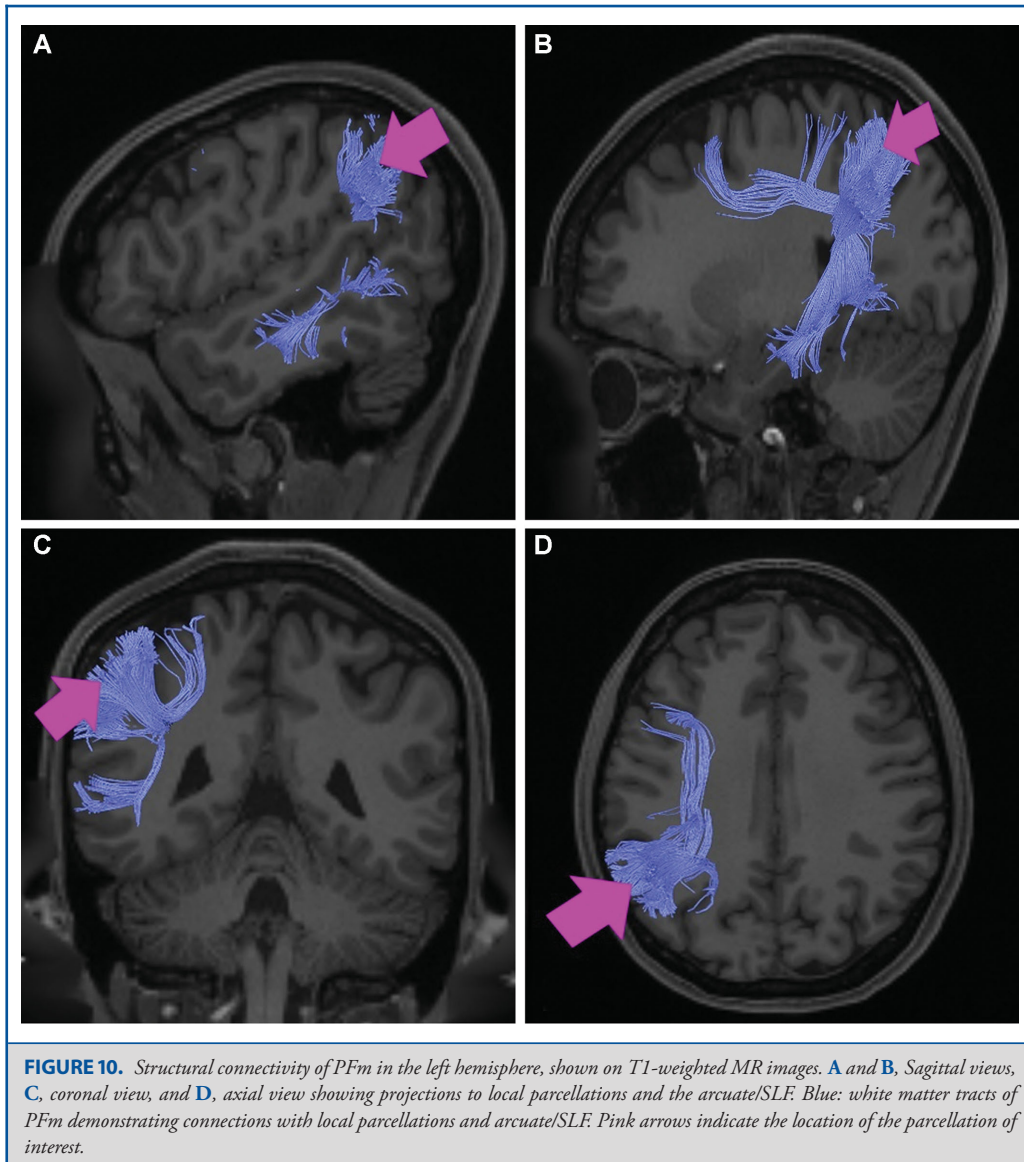 A
B
C
D
FIGURE 10. Structural connectivity of PFm in the left hemisphere, shown on T1-weighted MR images. A and B, Sagittal views,
C, coronal view, and D, axial view showing projections to local parcellations and the arcuate/SLF. Blue: white matter tracts of
PFm demonstrating connections with local parcellations and arcuate/SLF. Pink arrows indicate the location of the parcellation of
interest.